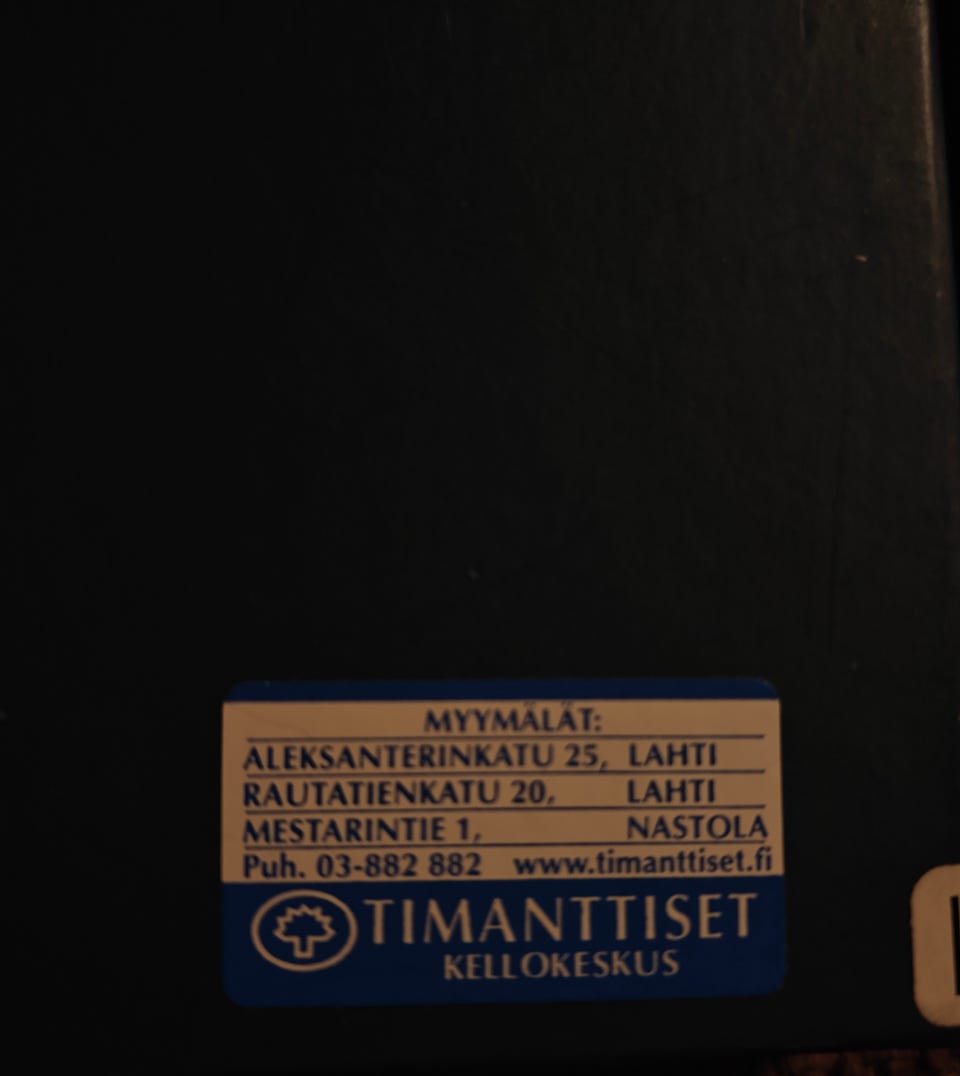 MYYMÄLÄT:
ALEKSANTERINKATU 25, LAHTI
RAUTATIENKATU 20, LAHTI
MESTARINTIE 1, NASTOLA
Puh. 03-882 882 www.timanttiset.fi
TIMANTTISET
KELLOKESKUS